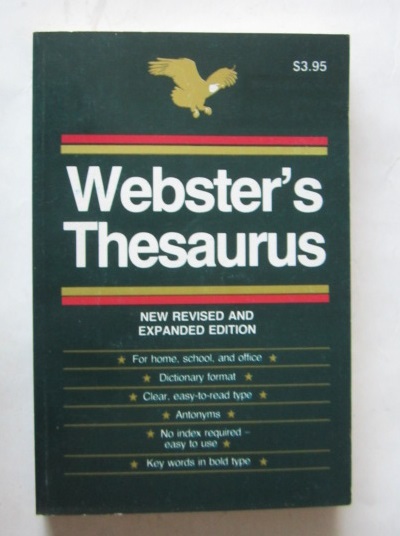 $3.95
Webster's
Thesaurus
NEW REVISED AND
EXPANDED EDITION
★ For home, school, and office ★
★ Dictionary format ★
★ Clear, easy-to-read type ★
★ Antonyms ★
★ No index required –
easy to use ★
★ Key words in bold type ★